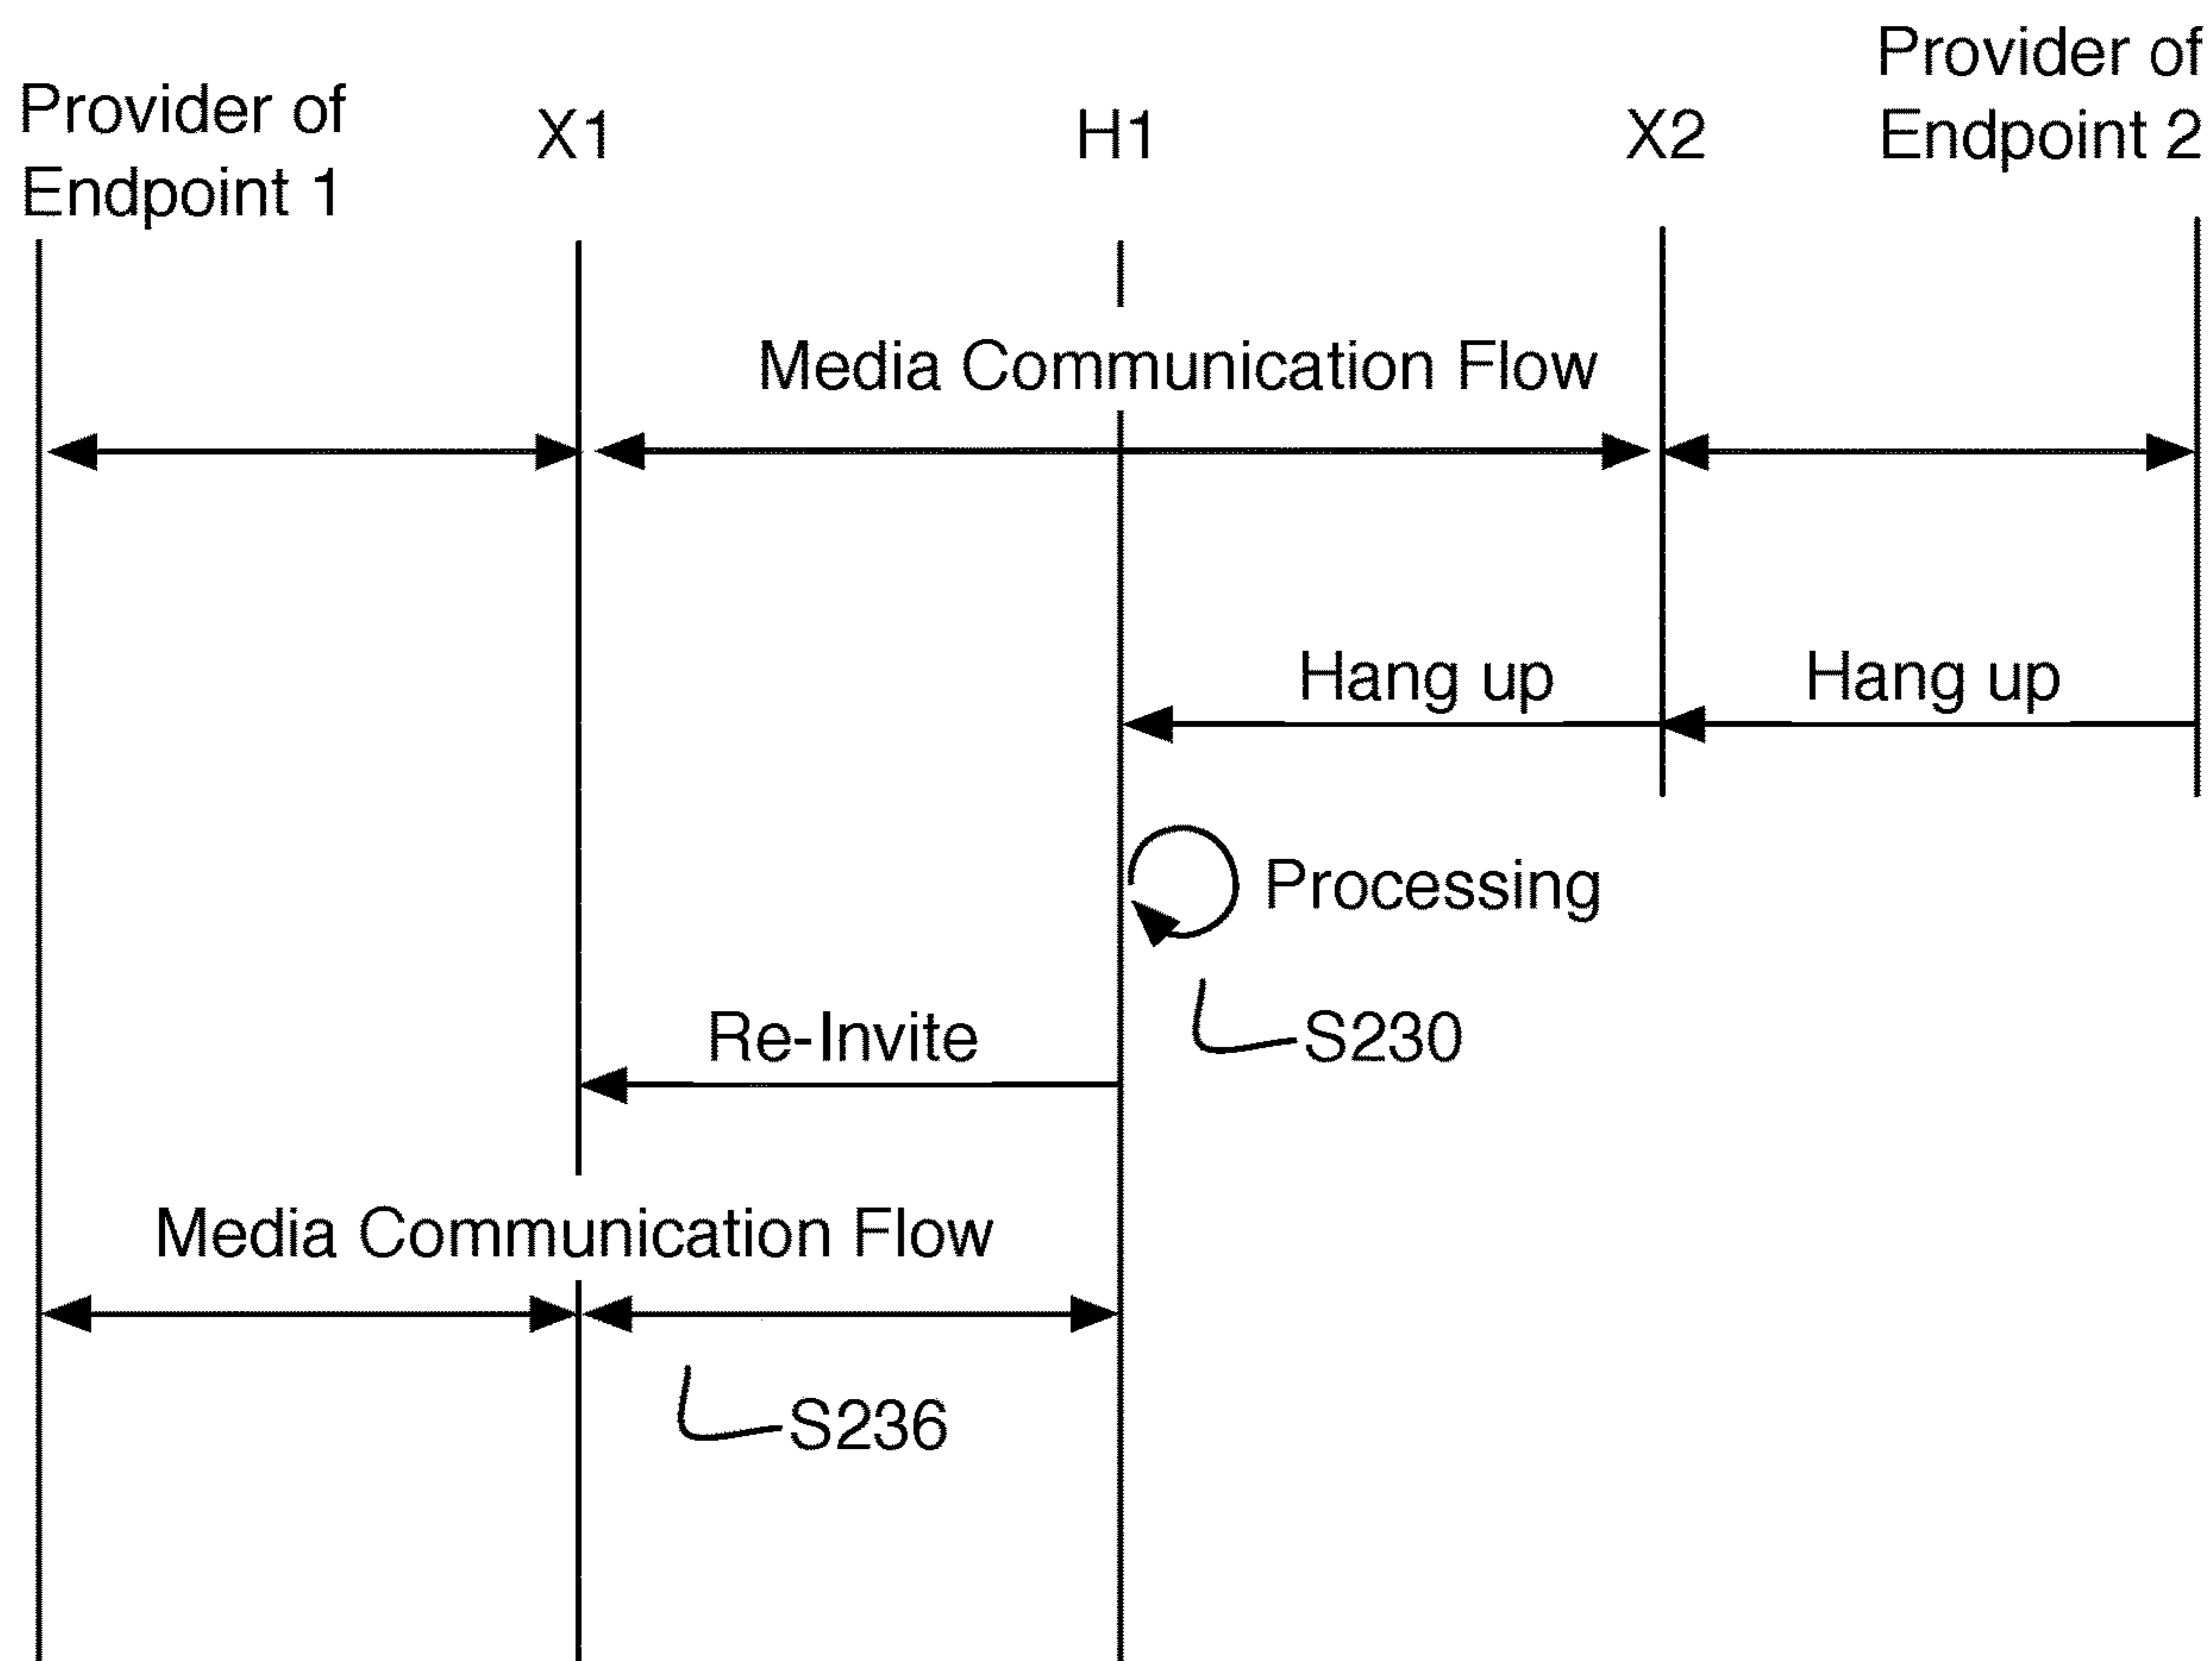 Provider of
Endpoint 1
X1
H1
X2
Provider of
Endpoint 2
Media Communication Flow
Hang up
Hang up
Processing
S230
Re-Invite
Media Communication Flow
S236